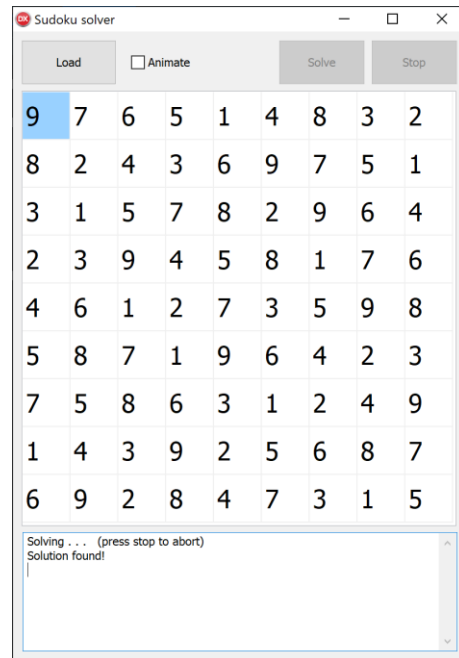 DX Sudoku solver
Load Animate Solve Stop
9 7 6 5 1 4 8 3 2
8 2 4 3 6 9 7 5 1
3 1 5 7 8 2 9 6 4
2 3 9 4 5 8 1 7 6
4 6 1 2 7 3 5 9 8
5 8 7 1 9 6 4 2 3
7 5 8 6 3 1 2 4 9
1 4 3 9 2 5 6 8 7
6 9 2 8 4 7 3 1 5
Solving . . . (press stop to abort)
Solution found!